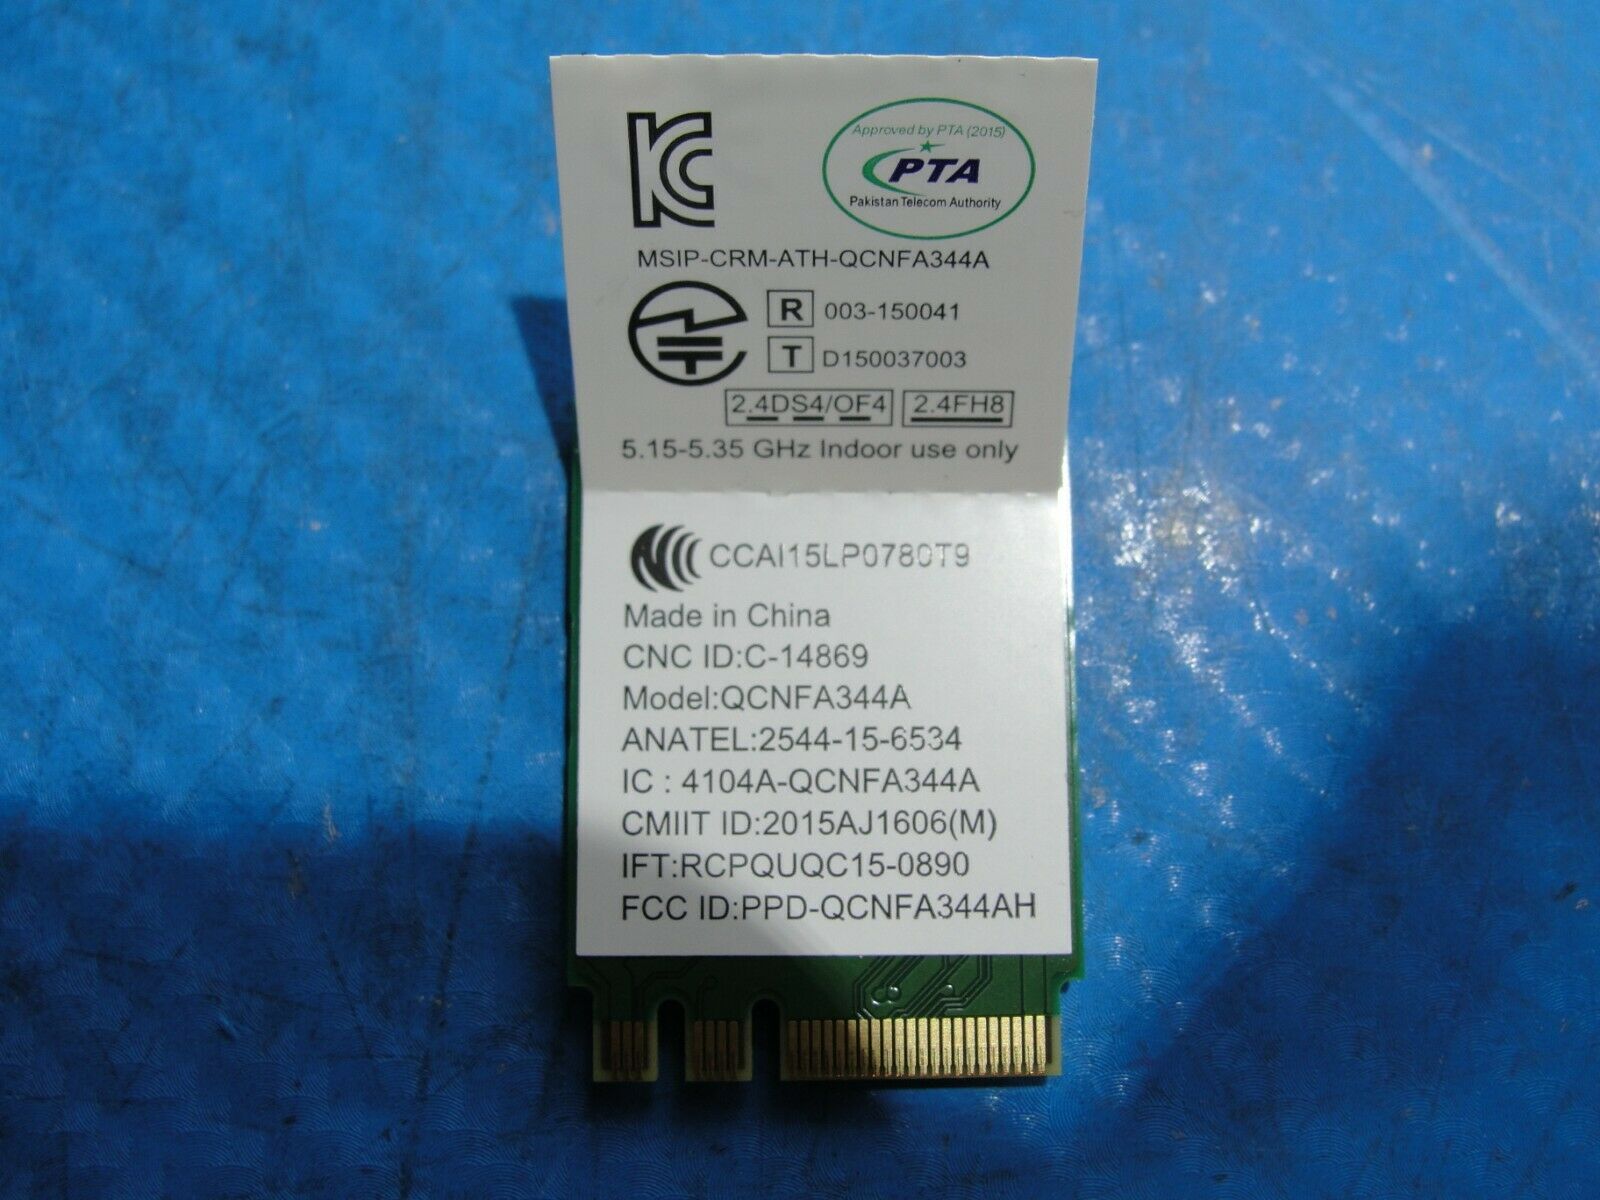 Approved by PTA (2015)
PTA
Pakistan Telecom Authority
MSIP-CRM-ATH-QCNFA344A
R 003-150041
T D150037003
2.4DS4/OF4 2.4FH8
5.15-5.35 GHz Indoor use only
CCAI15LP0780T9
Made in China
CNC ID:C-14869
Model:QCNFA344A
ANATEL:2544-15-6534
IC : 4104A-QCNFA344A
CMIIT ID:2015AJ1606(M)
IFT:RCPQUQC15-0890
FCC ID:PPD-QCNFA344AH